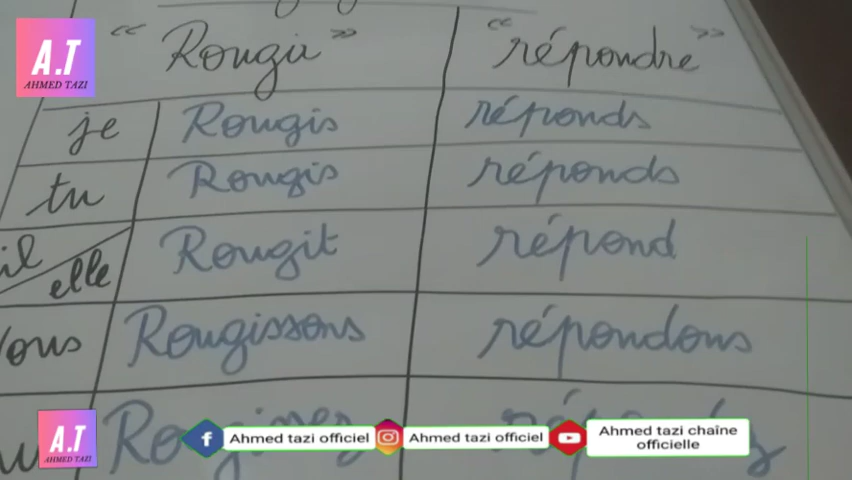 A.T
AHMED TAZI
« Rougir » « répondre »
je Rougis réponds
tu Rougis réponds
il elle Rougit répond
Nous Rougissons répondons
Rougissez
A.T
AHMED TAZI
Ahmed tazi officiel
Ahmed tazi officiel
Ahmed tazi chaîne
officielle